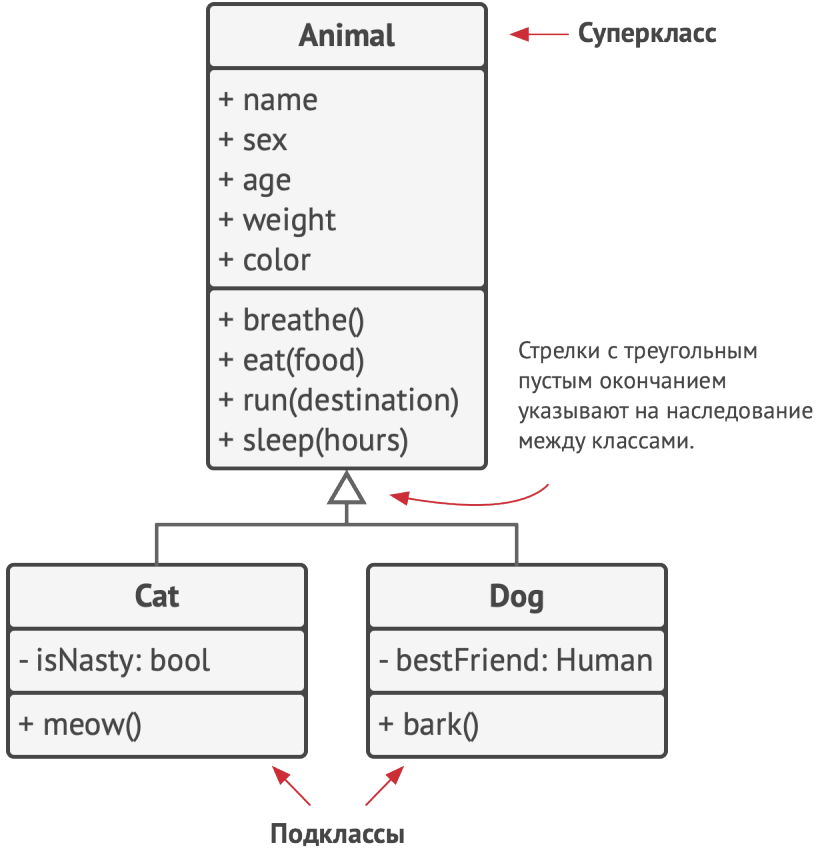 Animal
Суперкласс
+ name
+ sex
+ age
+ weight
+ color
+ breathe()
+ eat(food)
+ run(destination)
+ sleep(hours)
Стрелки с треугольным
пустым окончанием
указывают на наследование
между классами.
Cat
- isNasty: bool
+ meow()
Dog
- bestFriend: Human
+ bark()
Подклассы